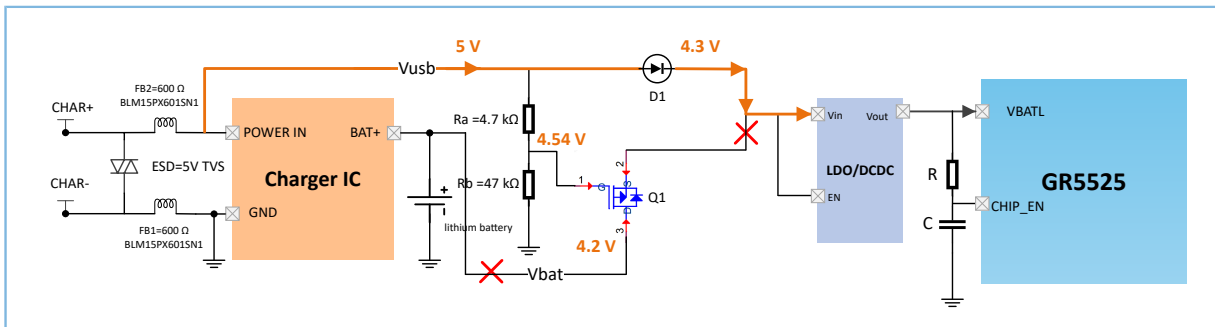 5 V
4.3 V
Vusb
D1
FB2=600 Ω
BLM15PX601SN1
CHAR+
POWER IN
BAT+
ESD=5V TVS
Charger IC
CHAR-
GND
FB1=600 Ω
BLM15PX601SN1
lithium battery
Ra =4.7 kΩ
4.54 V
Rb =47 kΩ
1
G
2
S
D
3
Q1
4.2 V
Vbat
Vin
Vout
LDO/DCDC
EN
R
C
VBATL
GR5525
CHIP_EN